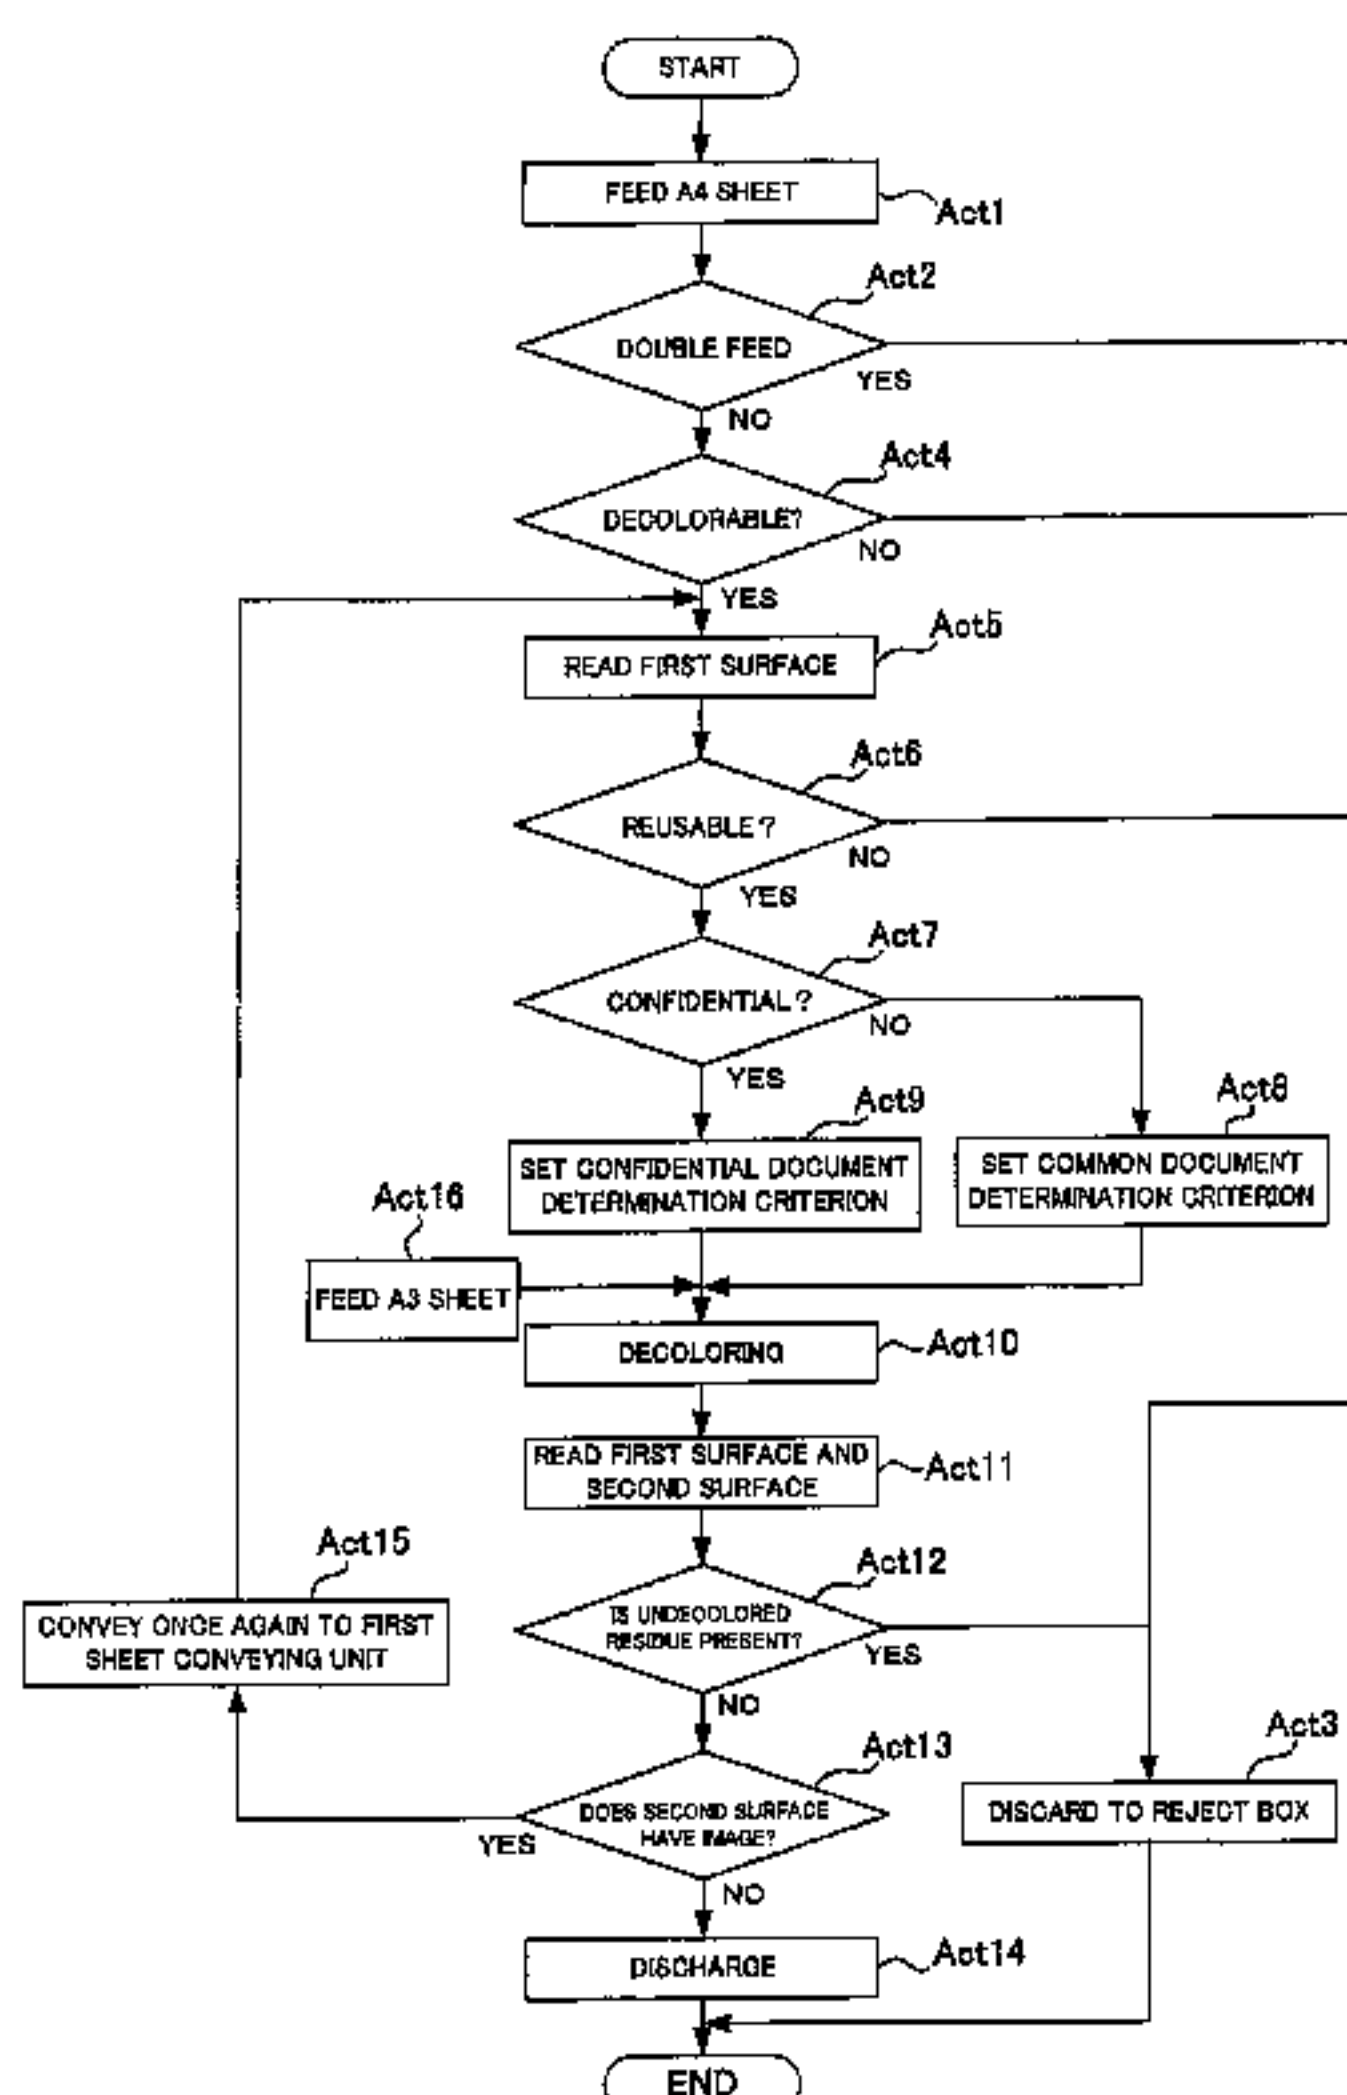 START
FEED A4 SHEET
Act1
Act2
DOUBLE FEED
YES
NO
Act4
DECOLORABLE?
NO
YES
Act5
READ FIRST SURFACE
Act6
REUSABLE?
NO
YES
Act7
CONFIDENTIAL?
NO
YES
Act9
Act8
SET CONFIDENTIAL DOCUMENT
DETERMINATION CRITERION
SET COMMON DOCUMENT
DETERMINATION CRITERION
Act16
FEED A3 SHEET
DECOLORING
Act10
READ FIRST SURFACE AND
SECOND SURFACE
Act11
Act15
CONVEY ONCE AGAIN TO FIRST
SHEET CONVEYING UNIT
Act12
IS UNDECOLORED
RESIDUE PRESENT?
YES
NO
Act13
DOES SECOND SURFACE
HAVE IMAGE?
YES
NO
Act3
DISCARD TO REJECT BOX
DISCHARGE
Act14
END